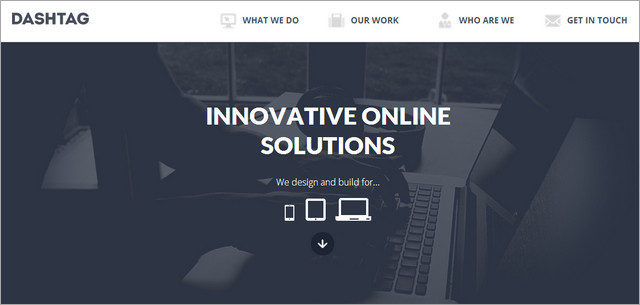 DASHTAG
WHAT WE DO
OUR WORK
WHO ARE WE
GET IN TOUCH
INNOVATIVE ONLINE
SOLUTIONS
We design and build for...